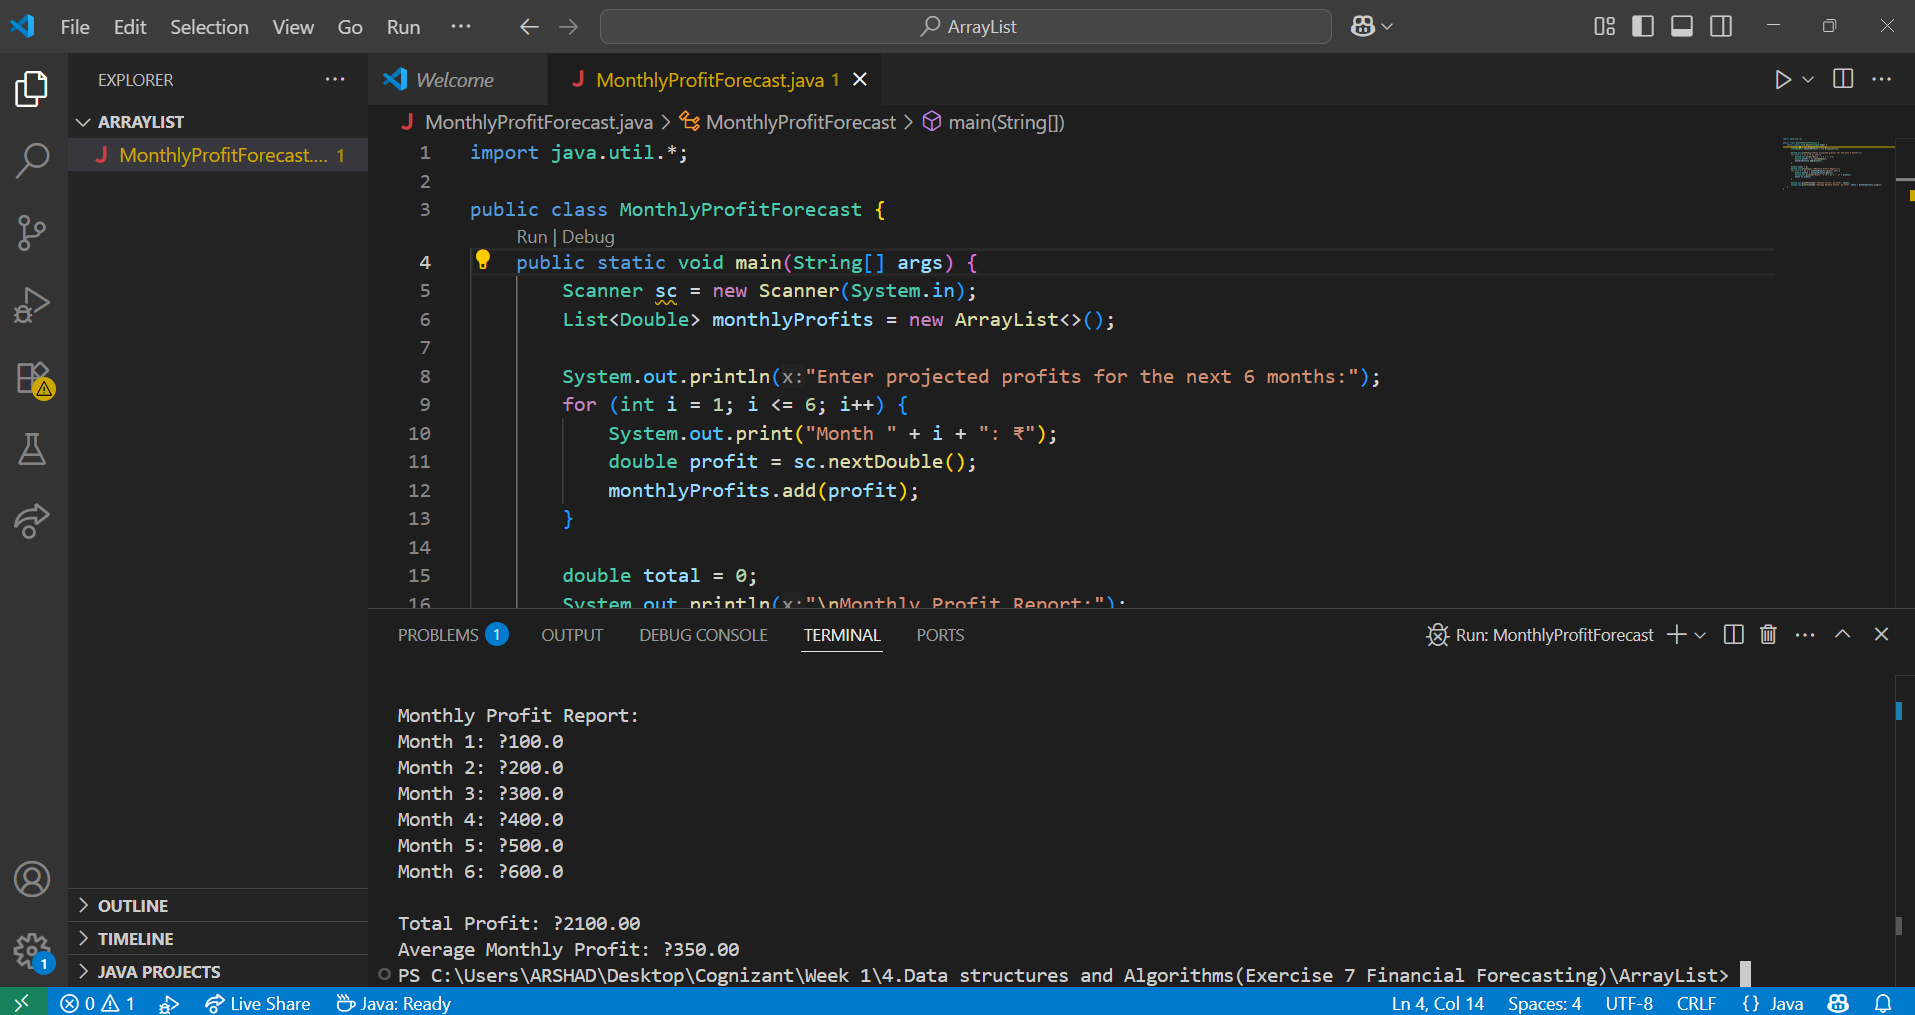 File Edit Selection View Go Run ··· ArrayList
EXPLORER ···
ARRAYLIST
J MonthlyProfitForecast.... 1
OUTLINE
TIMELINE
JAVA PROJECTS
1
Welcome J MonthlyProfitForecast.java 1
J MonthlyProfitForecast.java > MonthlyProfitForecast > main(String[])
1 import java.util.*;
2
3 public class MonthlyProfitForecast {
Run | Debug
4 public static void main(String[] args) {
5 Scanner sc = new Scanner(System.in);
6 List<Double> monthlyProfits = new ArrayList<>();
7
8 System.out.println(x:"Enter projected profits for the next 6 months:");
9 for (int i = 1; i <= 6; i++) {
10 System.out.print("Month " + i + ": ₹");
11 double profit = sc.nextDouble();
12 monthlyProfits.add(profit);
13 }
14
15 double total = 0;
16 System.out.println(x:"\nMonthly Profit Report:");
PROBLEMS 1 OUTPUT DEBUG CONSOLE TERMINAL PORTS Run: MonthlyProfitForecast ···
Monthly Profit Report:
Month 1: ?100.0
Month 2: ?200.0
Month 3: ?300.0
Month 4: ?400.0
Month 5: ?500.0
Month 6: ?600.0
Total Profit: ?2100.00
Average Monthly Profit: ?350.00
PS C:\Users\ARSHAD\Desktop\Cognizant\Week 1\4.Data structures and Algorithms(Exercise 7 Financial Forecasting)\ArrayList>
0 1 Live Share Java: Ready Ln 4, Col 14 Spaces: 4 UTF-8 CRLF {} Java